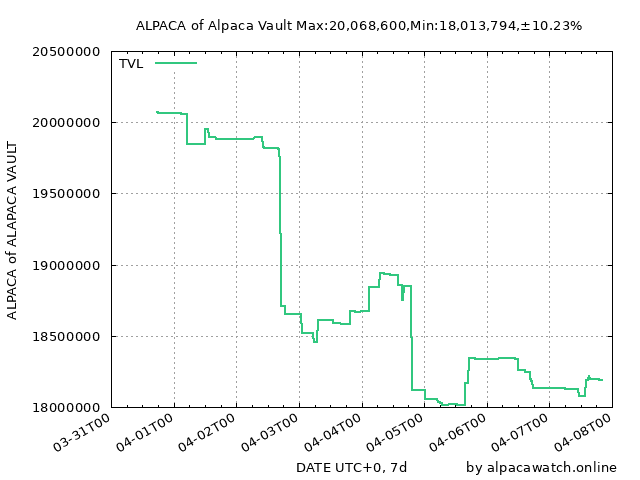 ALPACA of Alpaca Vault Max:20,068,600,Min:18,013,794,±10.23%
20500000
TVL
20000000
19500000
19000000
18500000
18000000
ALPACA of ALAPACA VAULT
03-31T00
04-01T00
04-02T00
04-03T00
04-04T00
04-05T00
04-06T00
04-07T00
04-08T00
DATE UTC+0, 7d
by alpacawatch.online